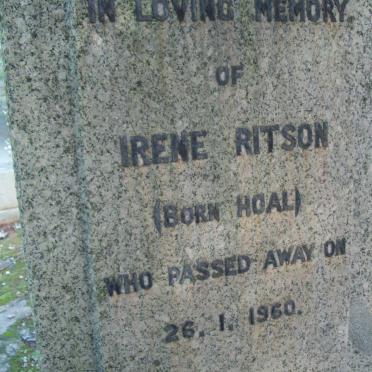 IN LOVING MEMORY
OF
IRENE RITSON
(BORN HOAL)
WHO PASSED AWAY ON
26. 1. 1960.